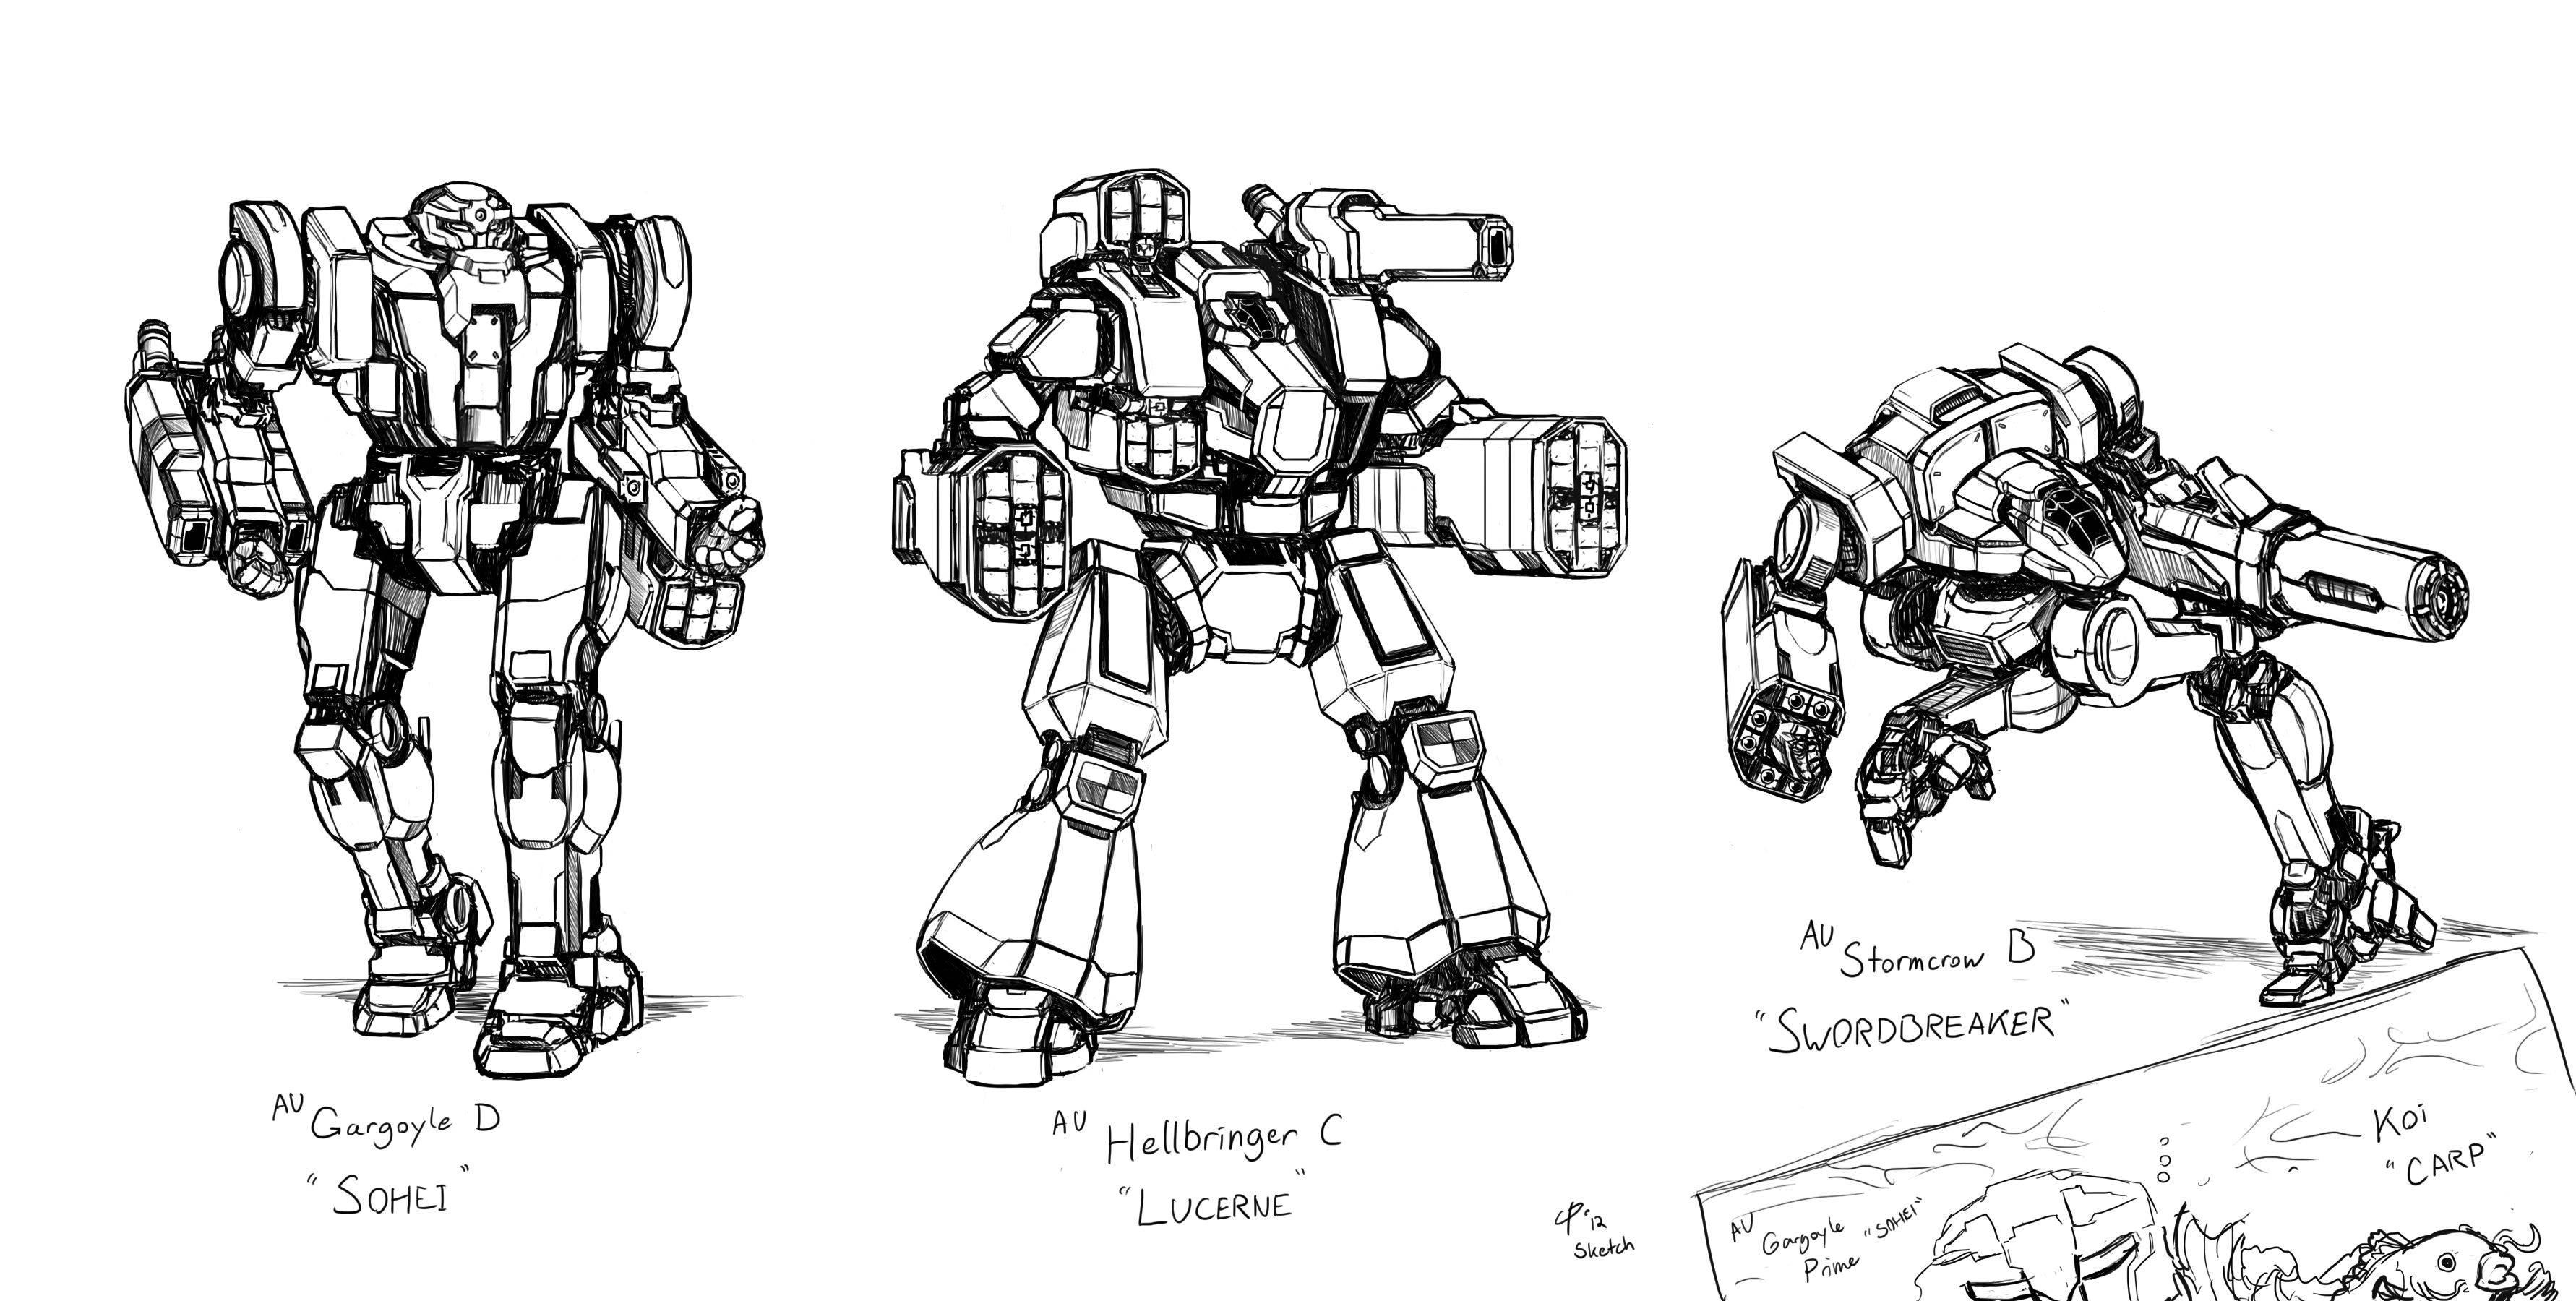 AU Gargoyle D
"SOHEI"
AU Hellbringer C
"LUCERNE"
AU Stormcrow B
"SWORDBREAKER"
'12
Sketch
AU Gargoyle Prime "SOHEI"
Koi
"CARP"